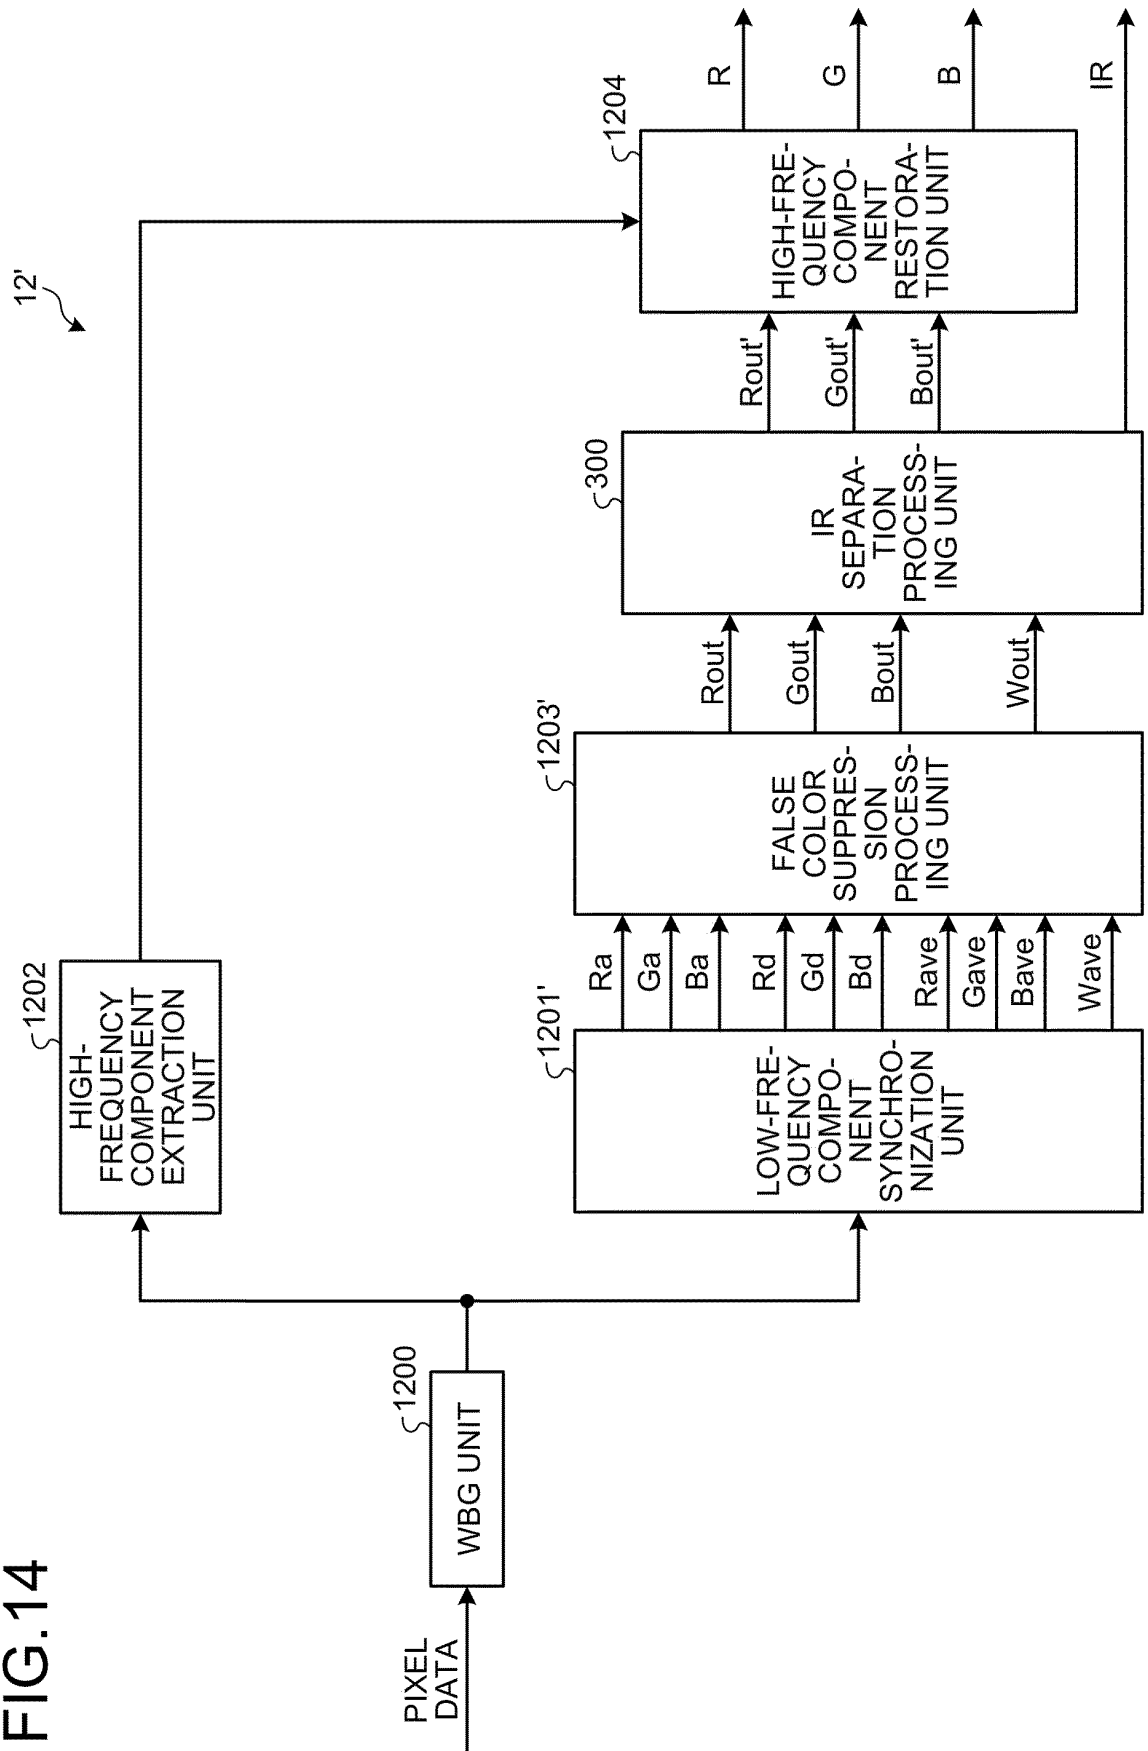 FIG.14
12'
PIXEL
DATA
1200
WBG UNIT
1202
HIGH-
FREQUENCY
COMPONENT
EXTRACTION
UNIT
1201'
LOW-FRE-
QUENCY
COMPO-
NENT
SYNCHRO-
NIZATION
UNIT
Ra
Ga
Ba
Rd
Gd
Bd
Rave
Gave
Bave
Wave
1203'
FALSE
COLOR
SUPPRES-
SION
PROCESS-
ING UNIT
Rout
Gout
Bout
Wout
300
IR
SEPARA-
TION
PROCESS-
ING UNIT
Rout'
Gout'
Bout'
1204
HIGH-FRE-
QUENCY
COMPO-
NENT
RESTORA-
TION UNIT
R
G
B
IR